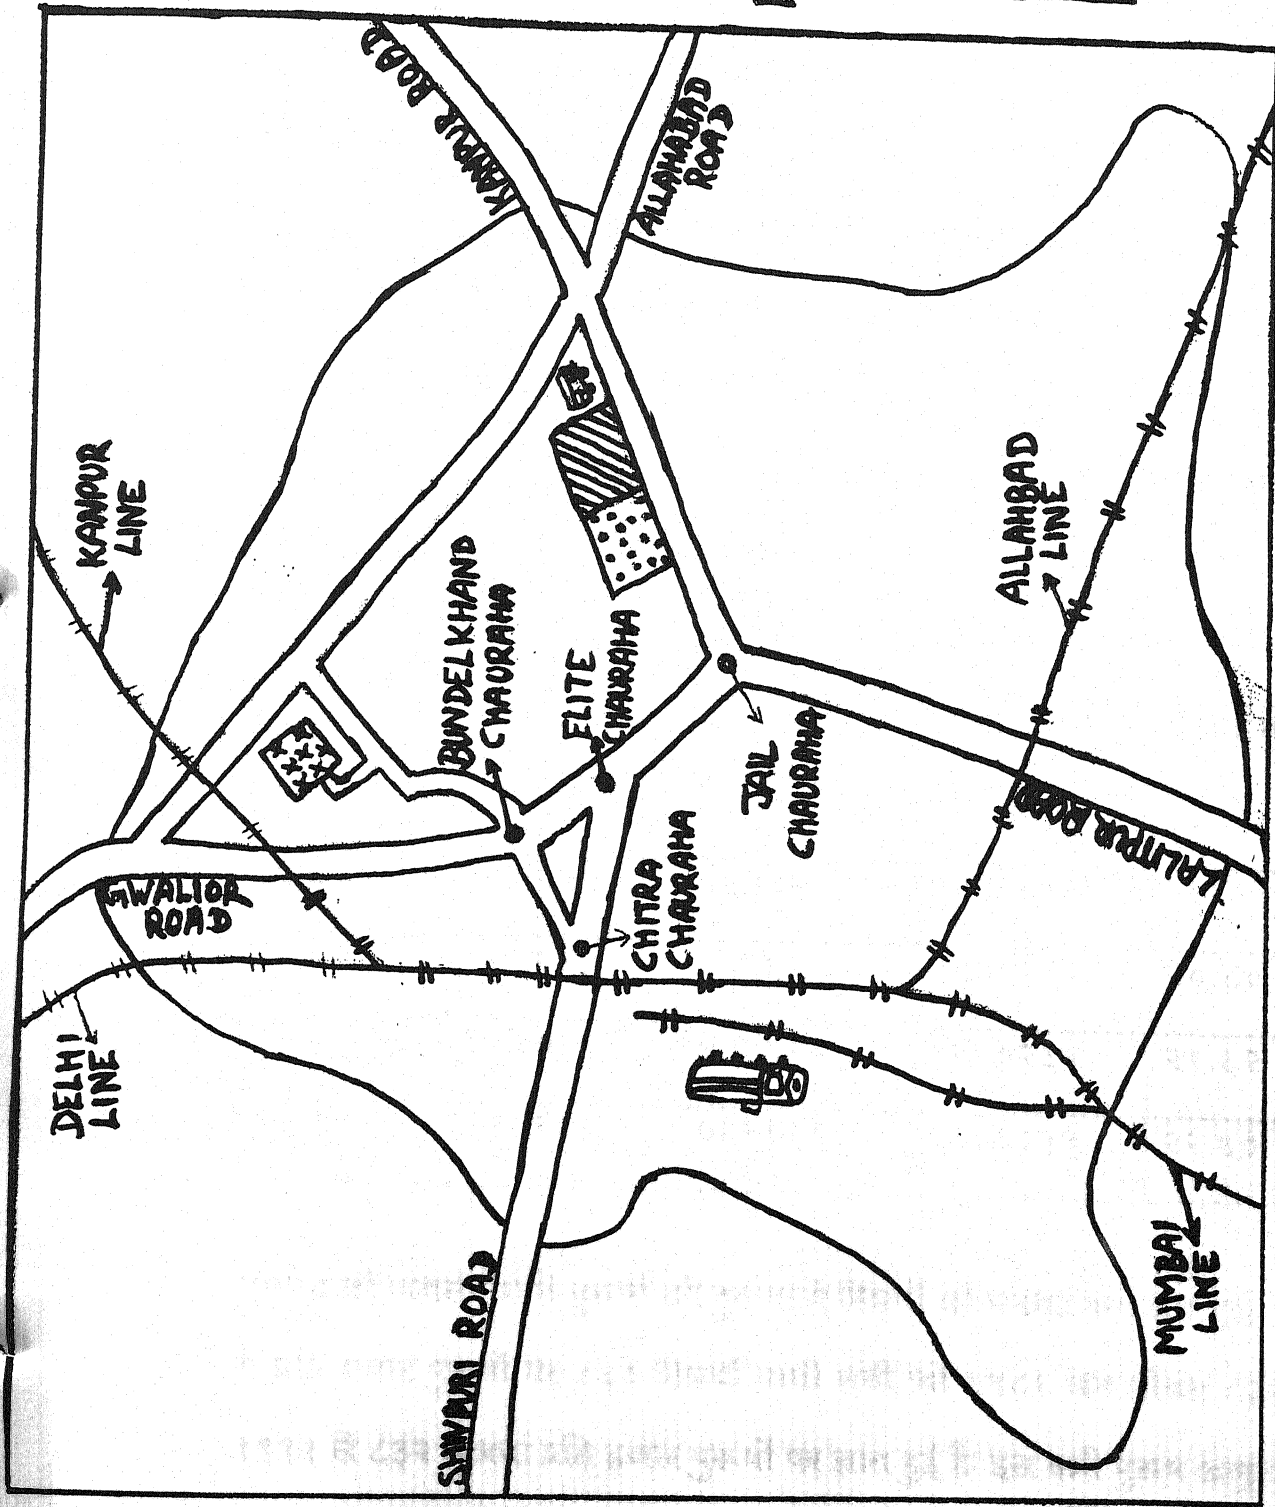 KANPUR ROAD
ALLAHABAD
ROAD
KANPUR
LINE
BUNDELKHAND
CHAURAHA
ELITE
CHAURAHA
ALLAHBAD
LINE
JAIL
CHAURAHA
LALITPUR ROAD
CHITRA
CHAURAHA
GWALIOR
ROAD
DELHI
LINE
SHIVPURI ROAD
MUMBAI
LINE